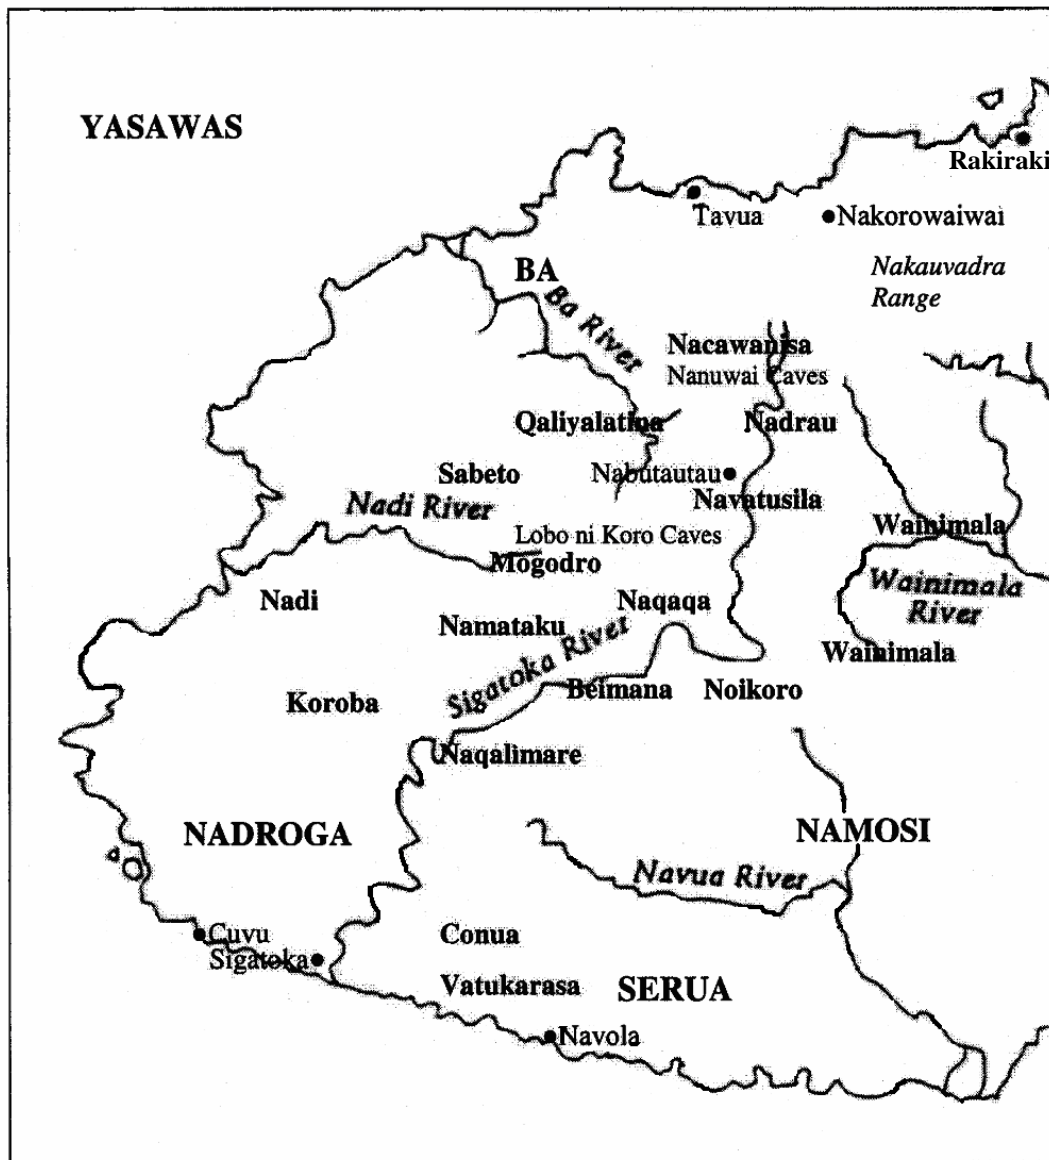 YASAWAS
Rakiraki
Tavua
Nakorowaiwai
BA
Nakauvadra
Range
Ba River
Nacawanisa
Nanuwai Caves
Qaliyalatina
Nadrau
Sabeto
Nabutautau
Nadi River
Navatusila
Wainimala
Lobo ni Koro Caves
Mogodro
Wainimala
River
Nadi
Naqaqa
Namataku
Wainimala
Sigatoka River
Beimana
Noikoro
Koroba
Naqalimare
NADROGA
NAMOSI
Navua River
Cuvu
Conua
Sigatoka
Vatukarasa
SERUA
Navola